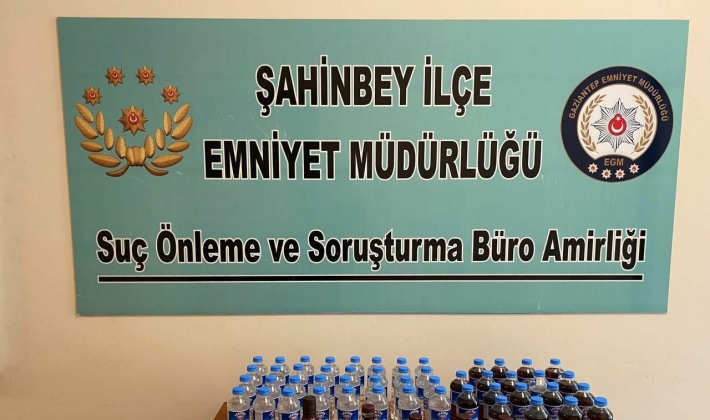 ŞAHİNBEY İLÇE
EMNİYET MÜDÜRLÜĞÜ
Suç Önleme ve Soruşturma Büro Amirliği
GAZİANTEP EMNİYET MÜDÜRLÜĞÜ
EGM